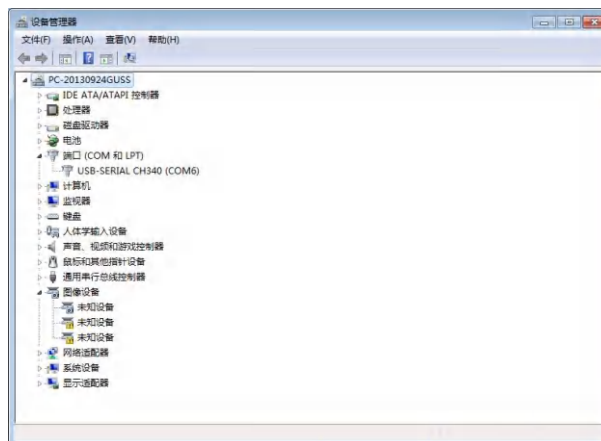 设备管理器
文件(F) 操作(A) 查看(V) 帮助(H)
PC-20130924GUSS
IDE ATA/ATAPI 控制器
处理器
磁盘驱动器
电池
端口 (COM 和 LPT)
USB-SERIAL CH340 (COM6)
计算机
监视器
键盘
人体学输入设备
声音、视频和游戏控制器
鼠标和其他指针设备
通用串行总线控制器
图像设备
未知设备
未知设备
未知设备
网络适配器
系统设备
显示适配器